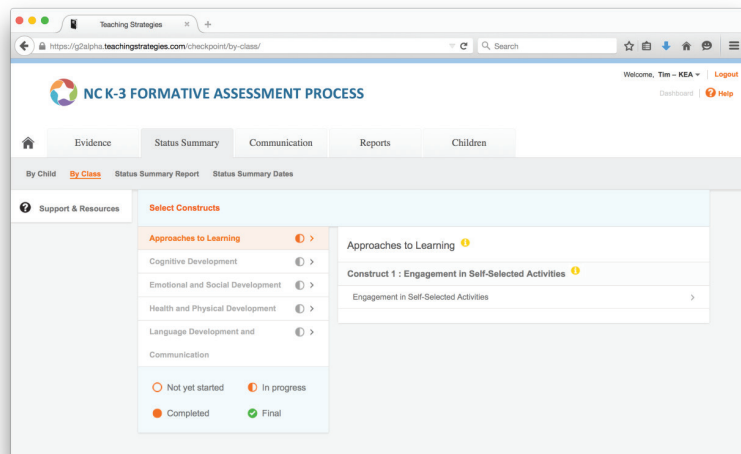 Teaching Strategies
https://g2alpha.teachingstrategies.com/checkpoint/by-class/
Search
Welcome, Tim – KEA
Logout
NC K-3 FORMATIVE ASSESSMENT PROCESS
Dashboard
Help
Evidence
Status Summary
Communication
Reports
Children
By Child
By Class
Status Summary Report
Status Summary Dates
Support & Resources
Select Constructs
Approaches to Learning
Cognitive Development
Emotional and Social Development
Health and Physical Development
Language Development and
Communication
Not yet started
In progress
Completed
Final
Approaches to Learning
Construct 1 : Engagement in Self-Selected Activities
Engagement in Self-Selected Activities